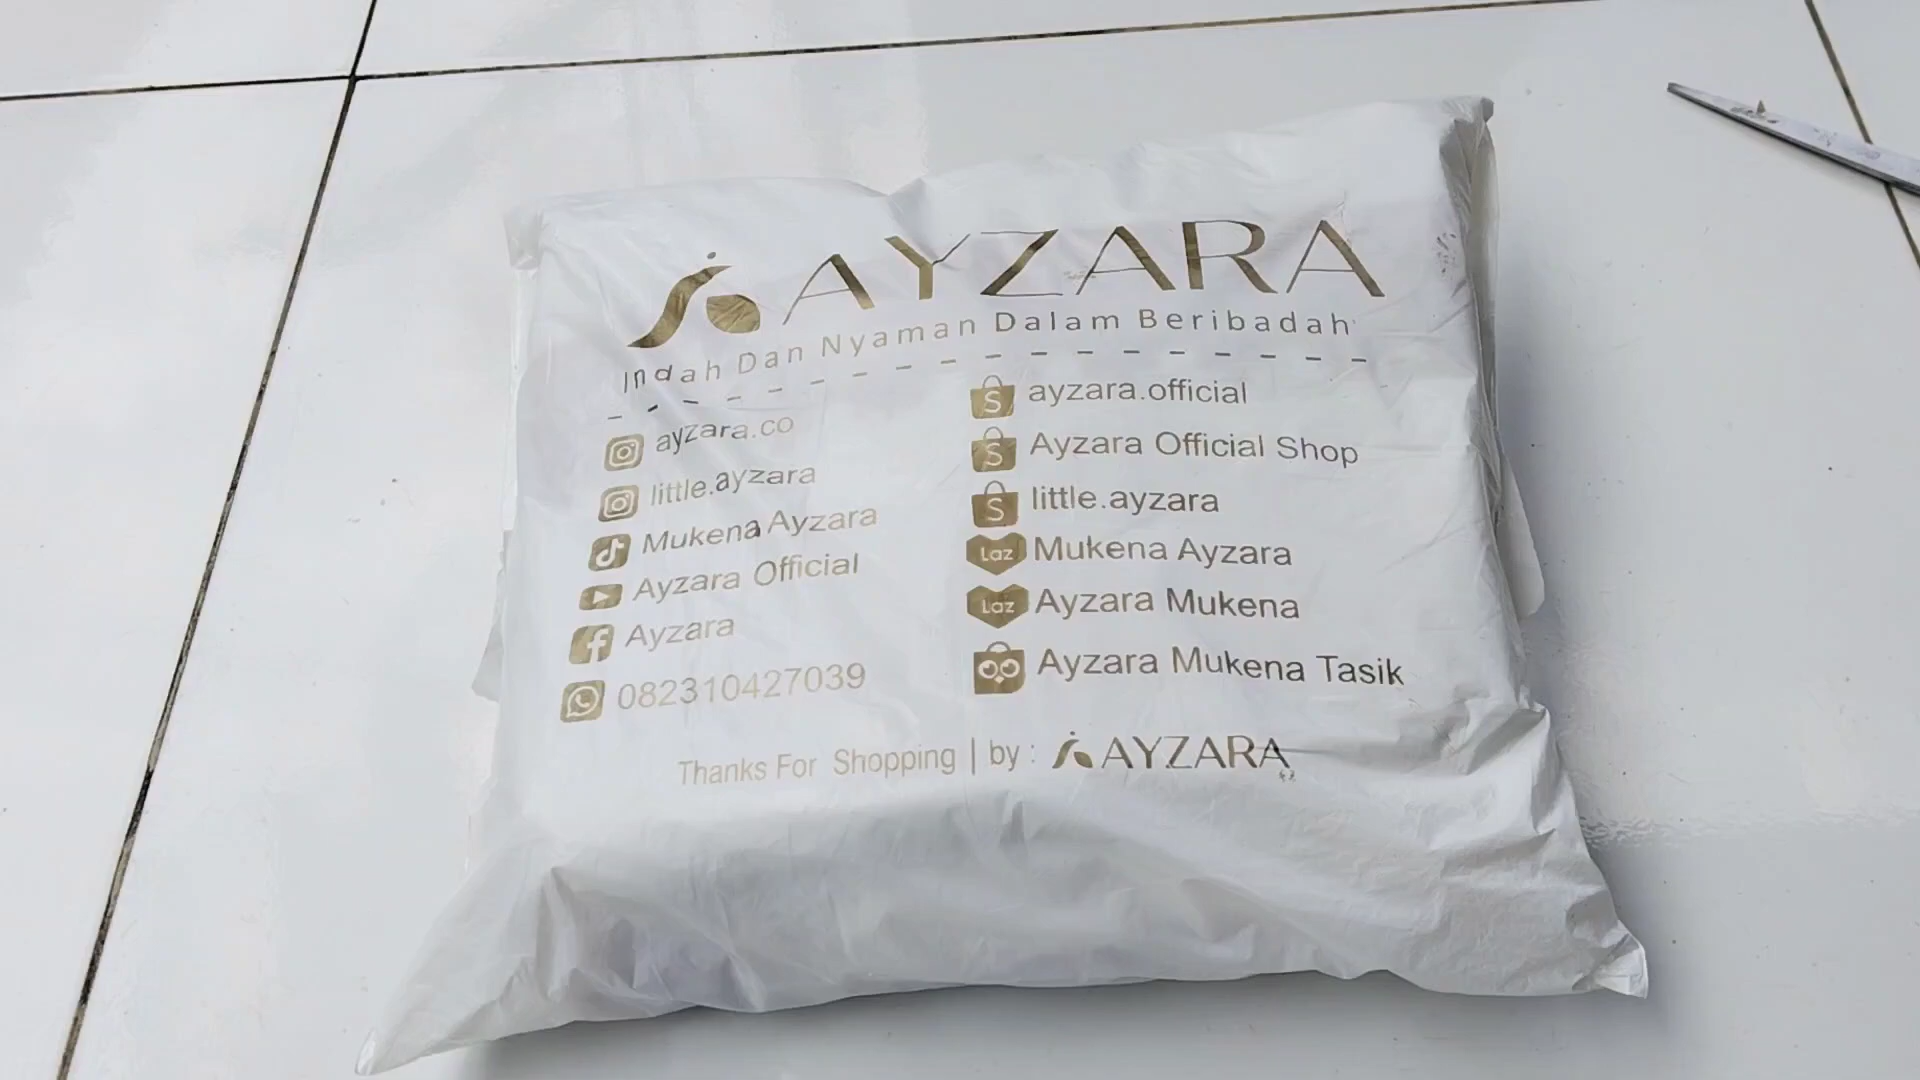 AYZARA
Indah Dan Nyaman Dalam Beribadah
ayzara.co
little.ayzara
Mukena Ayzara
Ayzara Official
Ayzara
082310427039
S ayzara.official
S Ayzara Official Shop
S little.ayzara
Laz Mukena Ayzara
Laz Ayzara Mukena
Ayzara Mukena Tasik
Thanks For Shopping | by : AYZARA